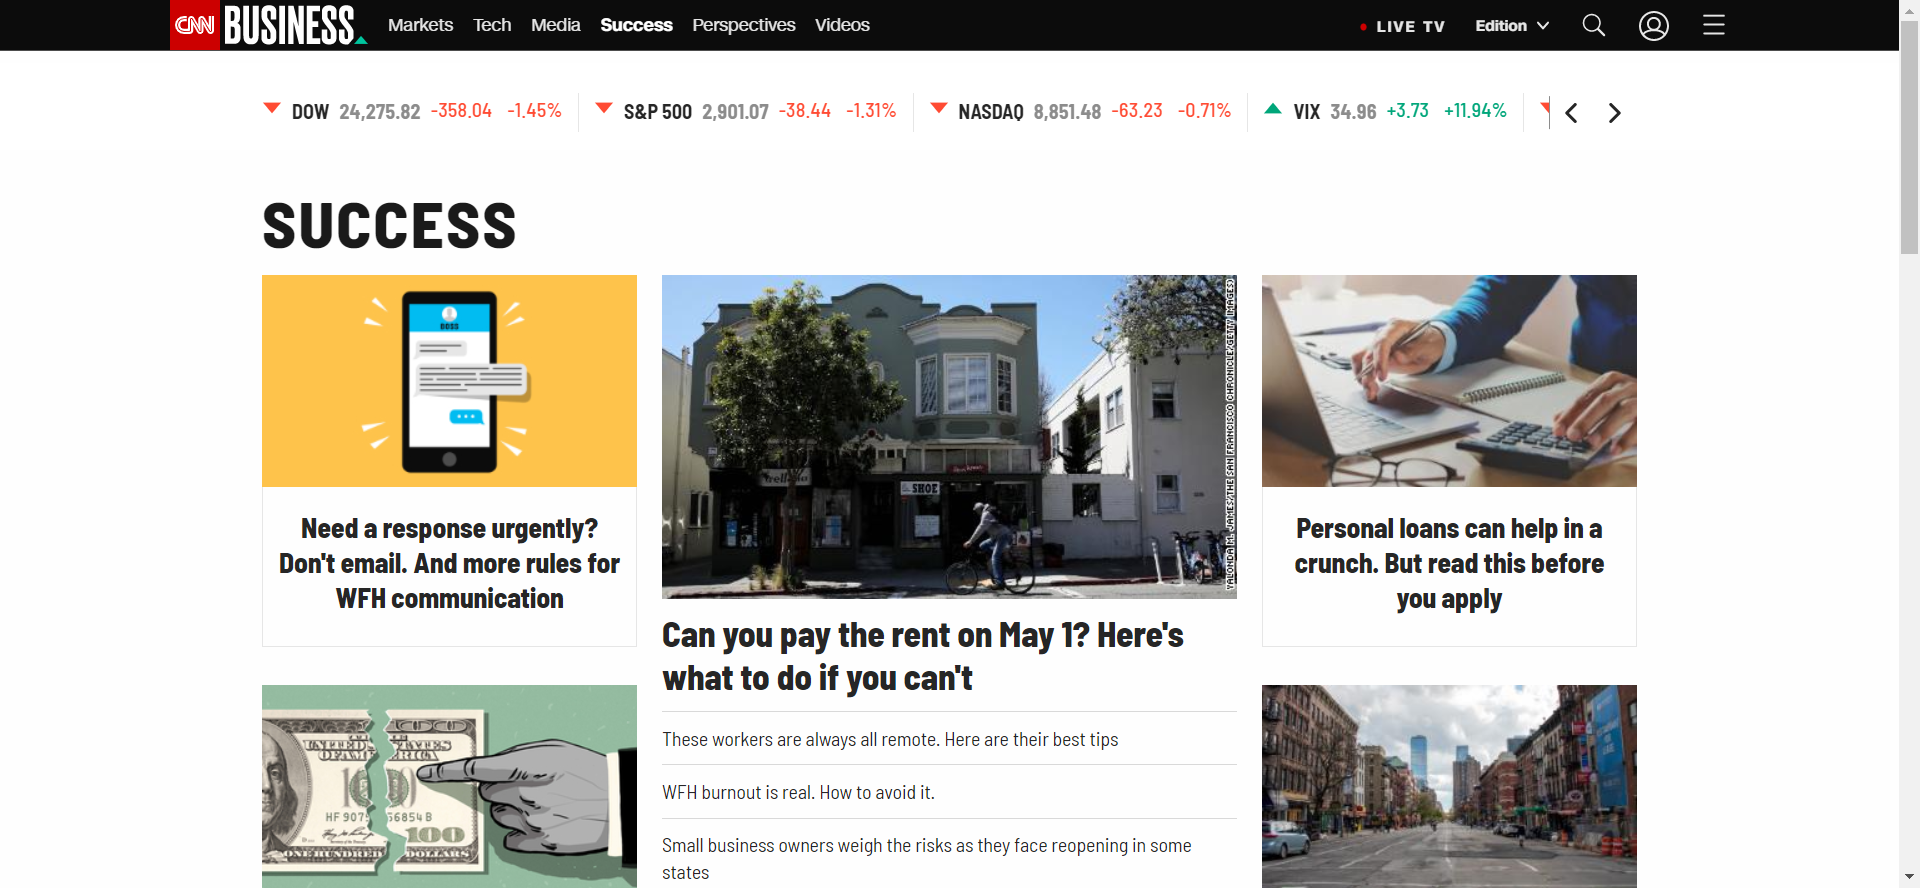 CNN BUSINESS
Markets Tech Media Success Perspectives Videos
LIVE TV Edition
DOW 24,275.82 -358.04 -1.45%
S&P 500 2,901.07 -38.44 -1.31%
NASDAQ 8,851.48 -63.23 -0.71%
VIX 34.96 +3.73 +11.94%
SUCCESS
BOSS
Need a response urgently?
Don't email. And more rules for
WFH communication
SHOE
YALONDA M. JAMES/THE SAN FRANCISCO CHRONICLE/GETTY IMAGES)
Can you pay the rent on May 1? Here's
what to do if you can't
These workers are always all remote. Here are their best tips
WFH burnout is real. How to avoid it.
Small business owners weigh the risks as they face reopening in some
states
Personal loans can help in a
crunch. But read this before
you apply
UNITED STATES
OF AMERICA
100
HF 907 56854 B
100
ONE HUNDRED DOLLARS